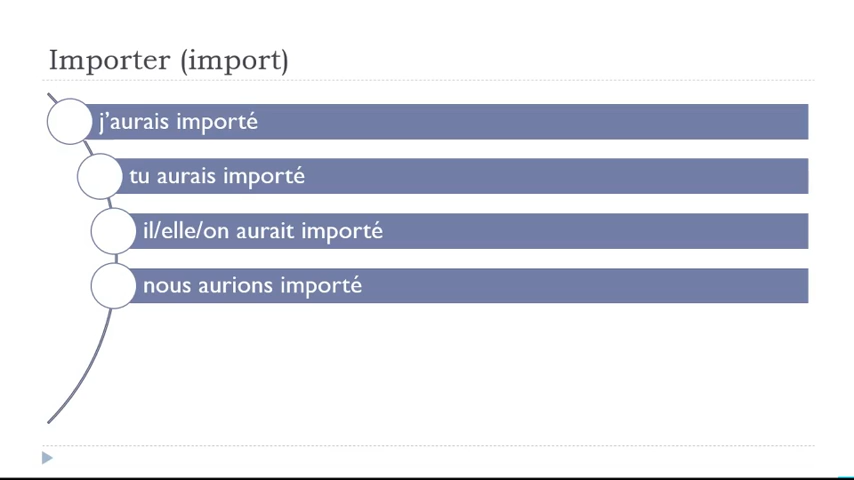 Importer (import)
j’aurais importé
tu aurais importé
il/elle/on aurait importé
nous aurions importé